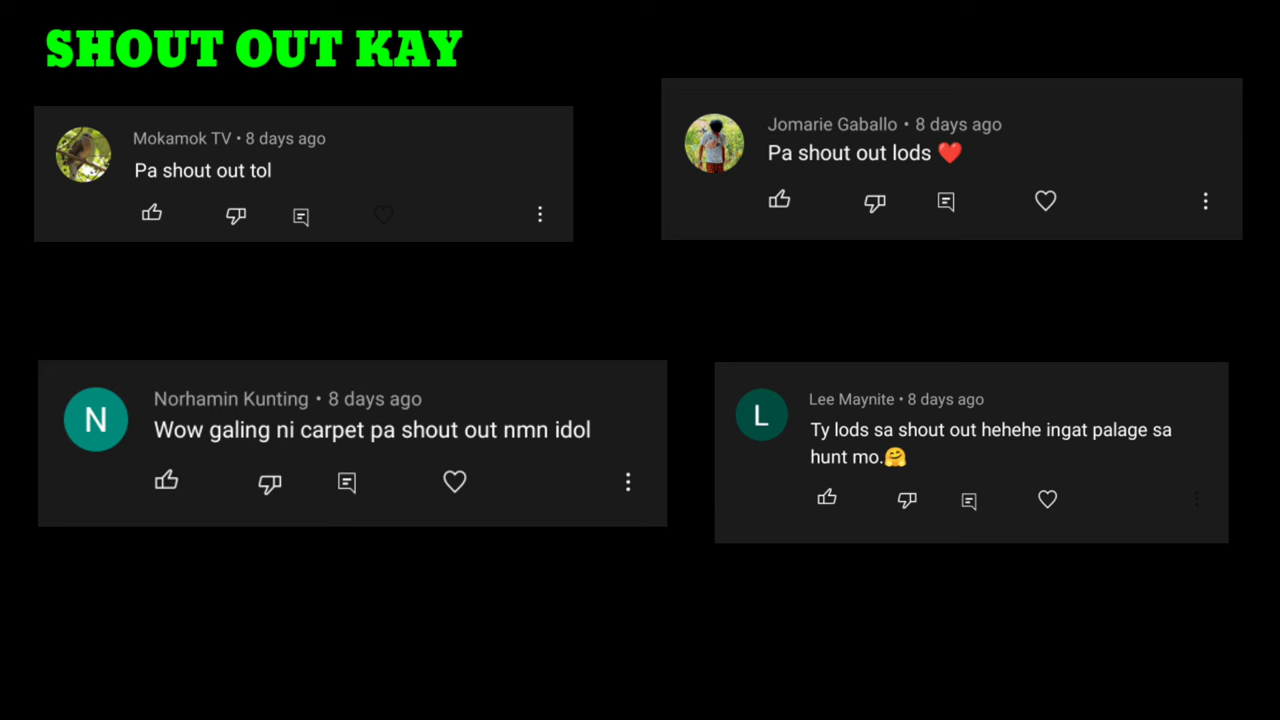 SHOUT OUT KAY
Mokamok TV • 8 days ago
Pa shout out tol
Jomarie Gaballo • 8 days ago
Pa shout out lods ❤️
N
Norhamin Kunting • 8 days ago
Wow galing ni carpet pa shout out nmn idol
L
Lee Maynite • 8 days ago
Ty lods sa shout out hehehe ingat palage sa
hunt mo.🤗